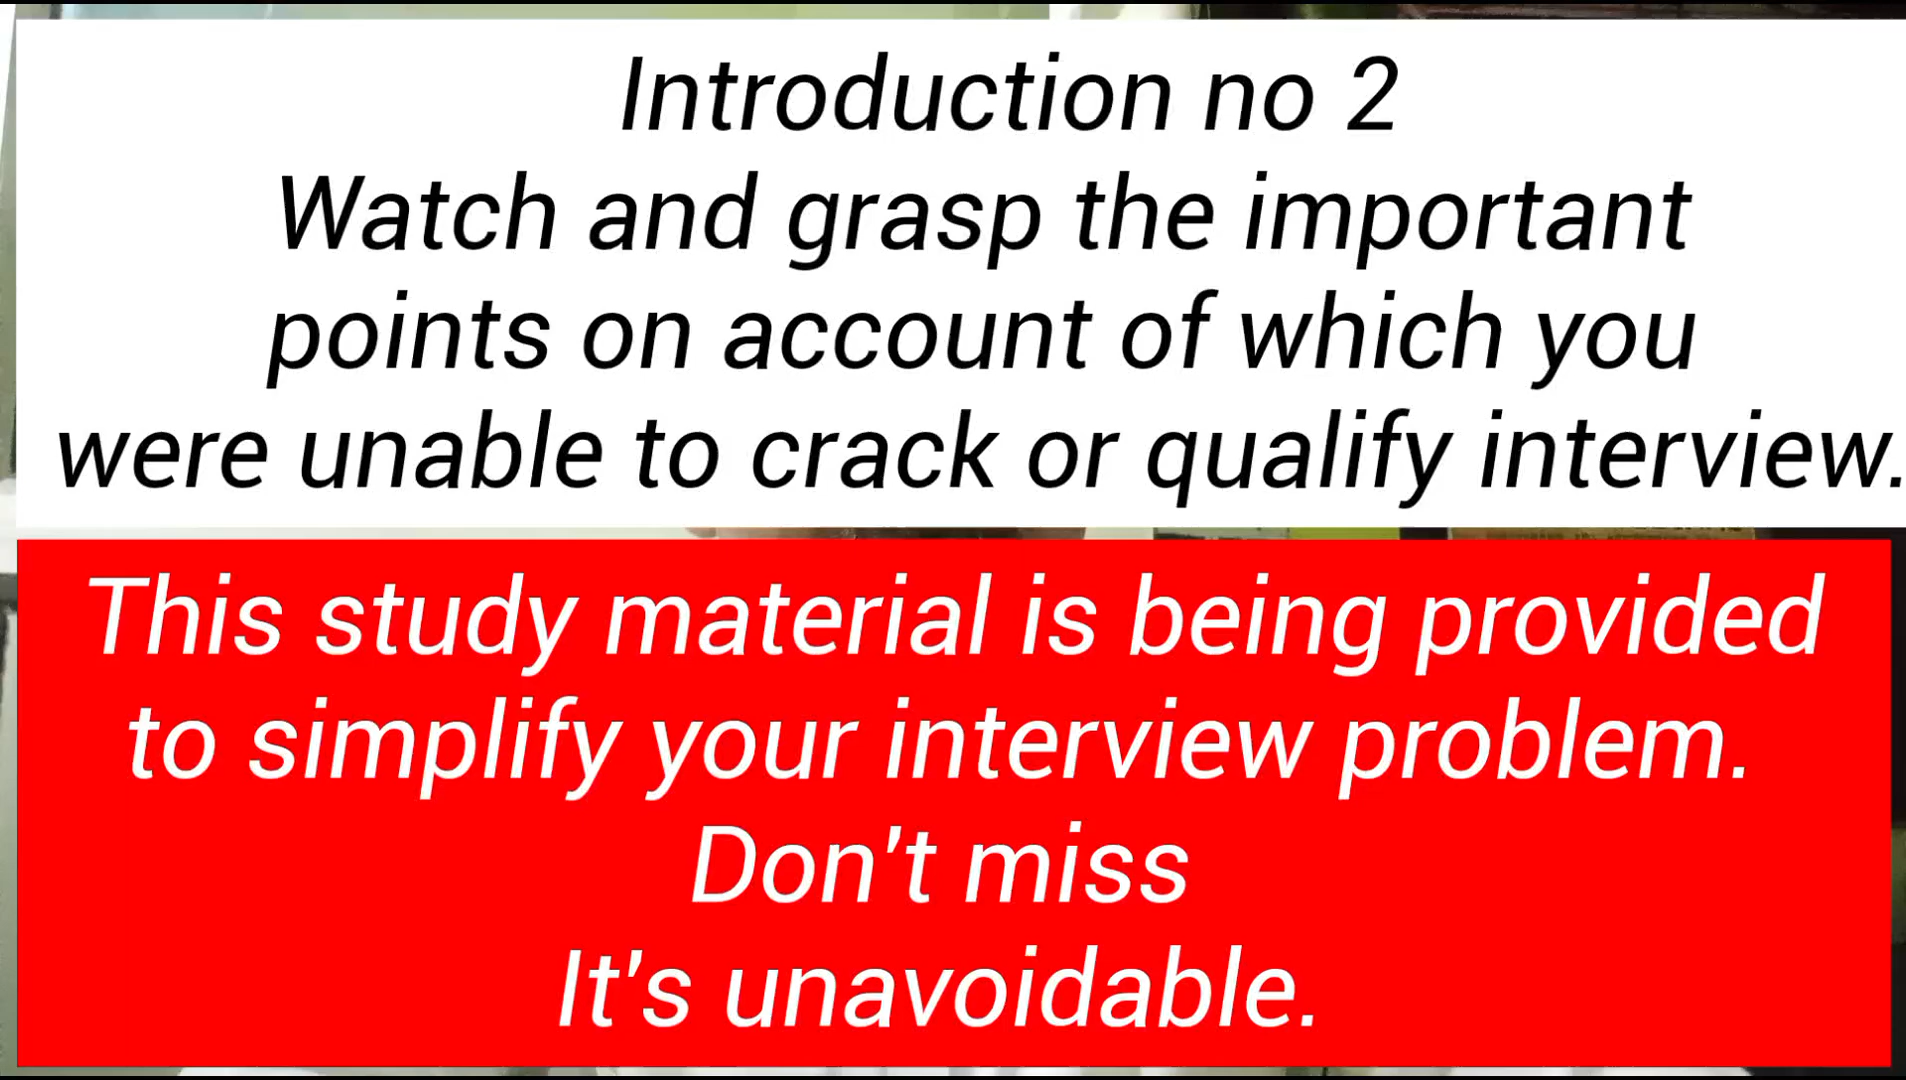 Introduction no 2
Watch and grasp the important
points on account of which you
were unable to crack or qualify interview.
This study material is being provided
to simplify your interview problem.
Don't miss
It's unavoidable.